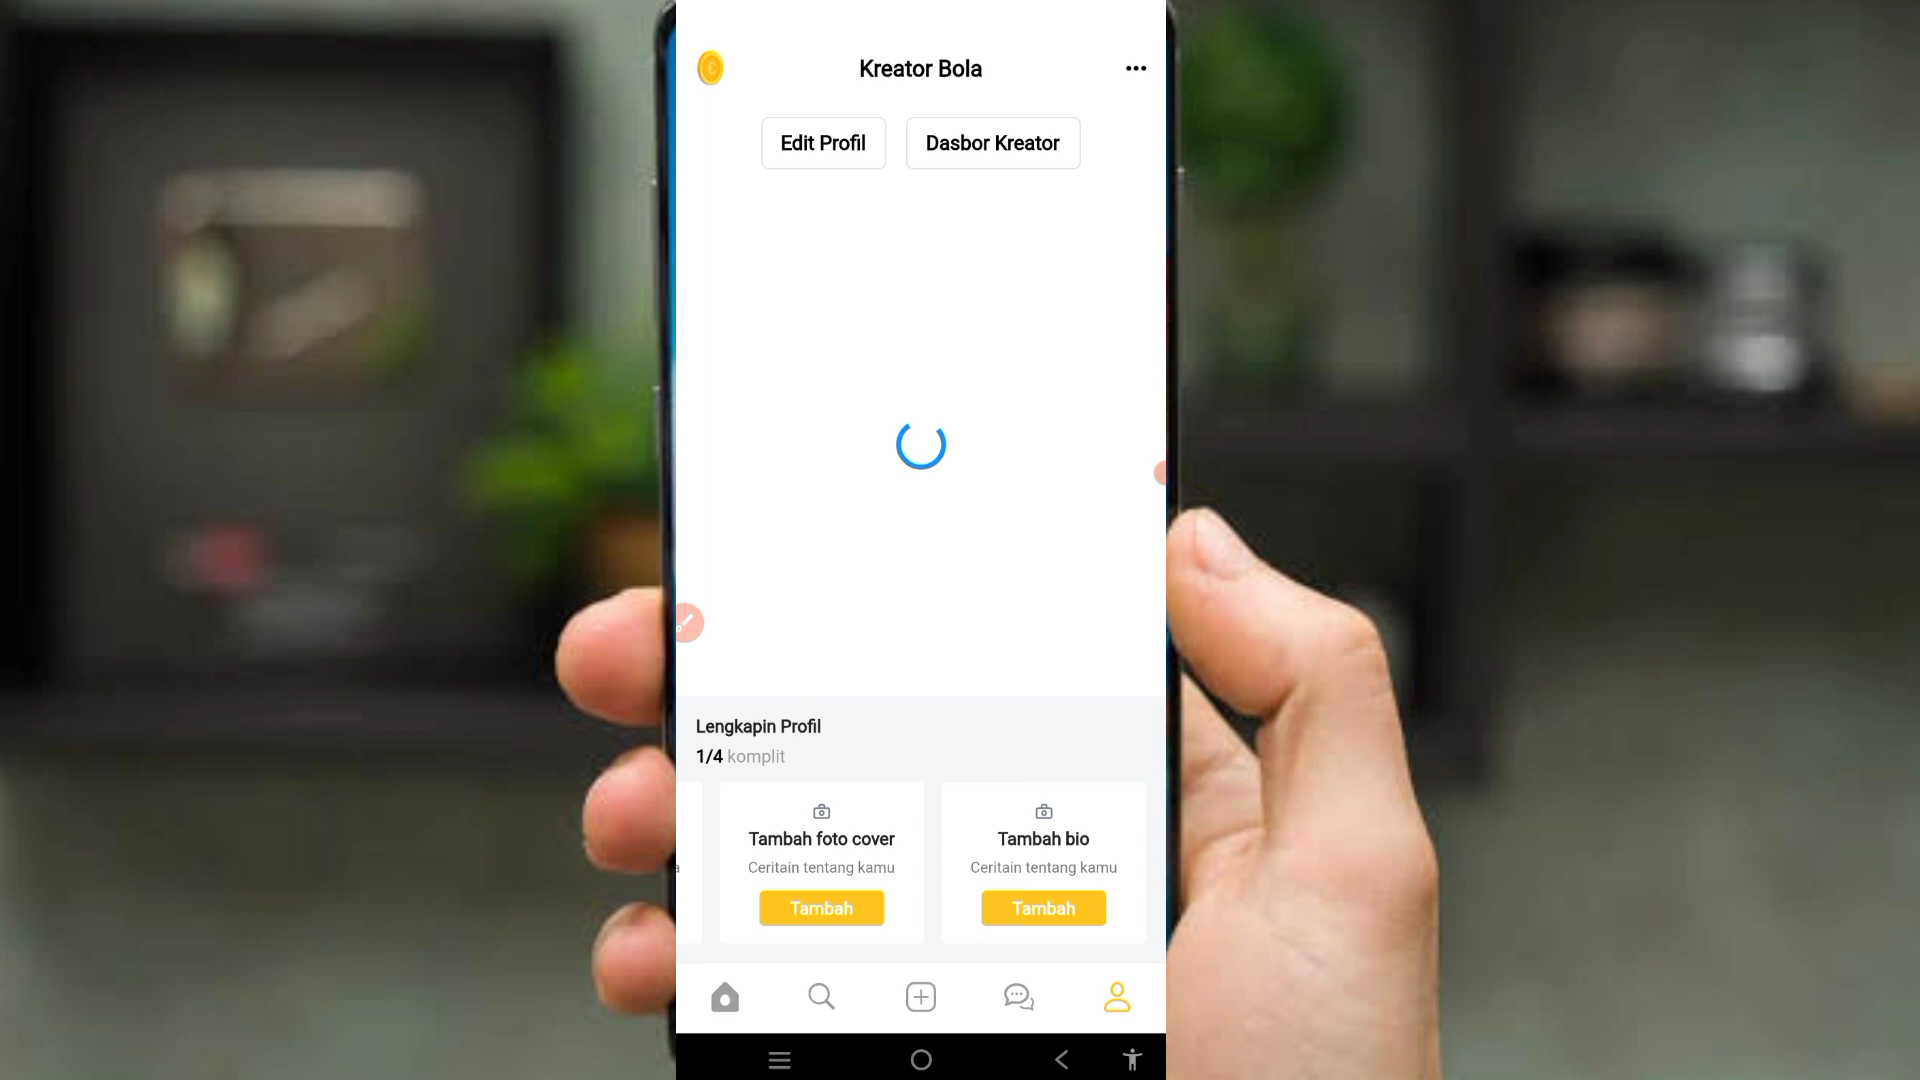 Kreator Bola
Edit Profil
Dasbor Kreator
Lengkapin Profil
1/4 komplit
Tambah foto cover
Ceritain tentang kamu
Tambah
Tambah bio
Ceritain tentang kamu
Tambah